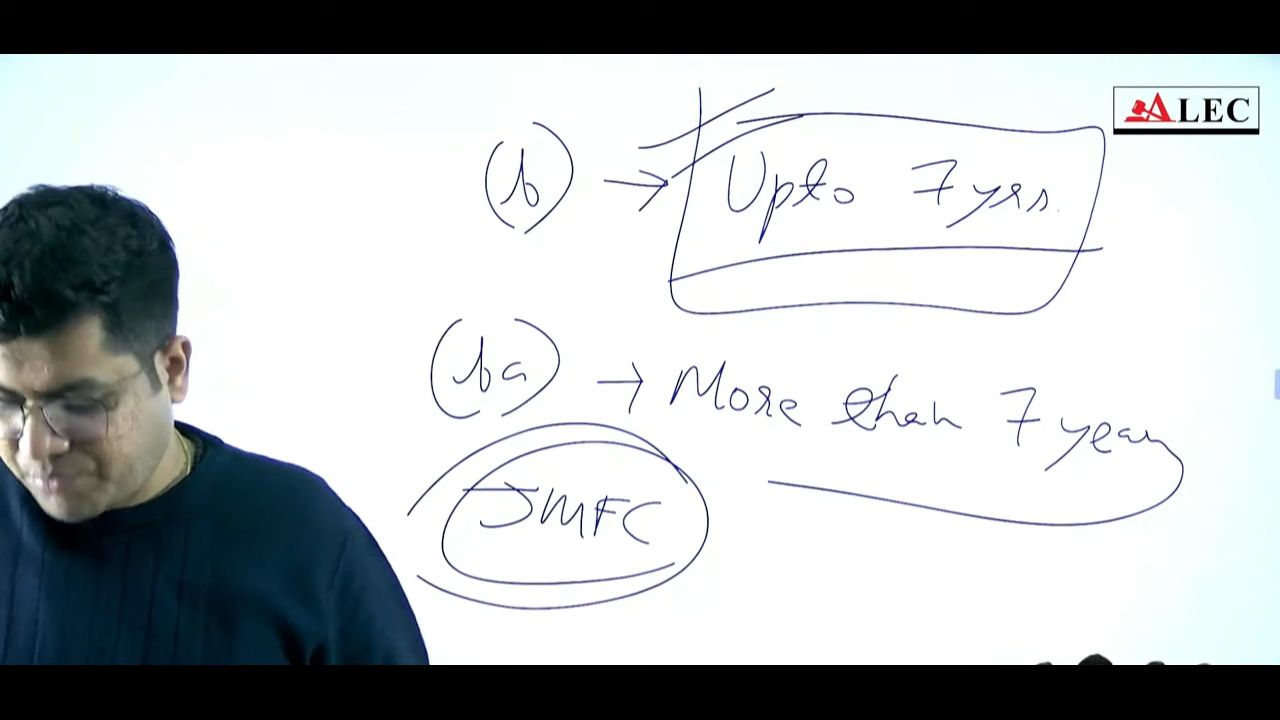 ALEC
(b) → Upto 7 yrs.
(ba) → More than 7 year
JMFC